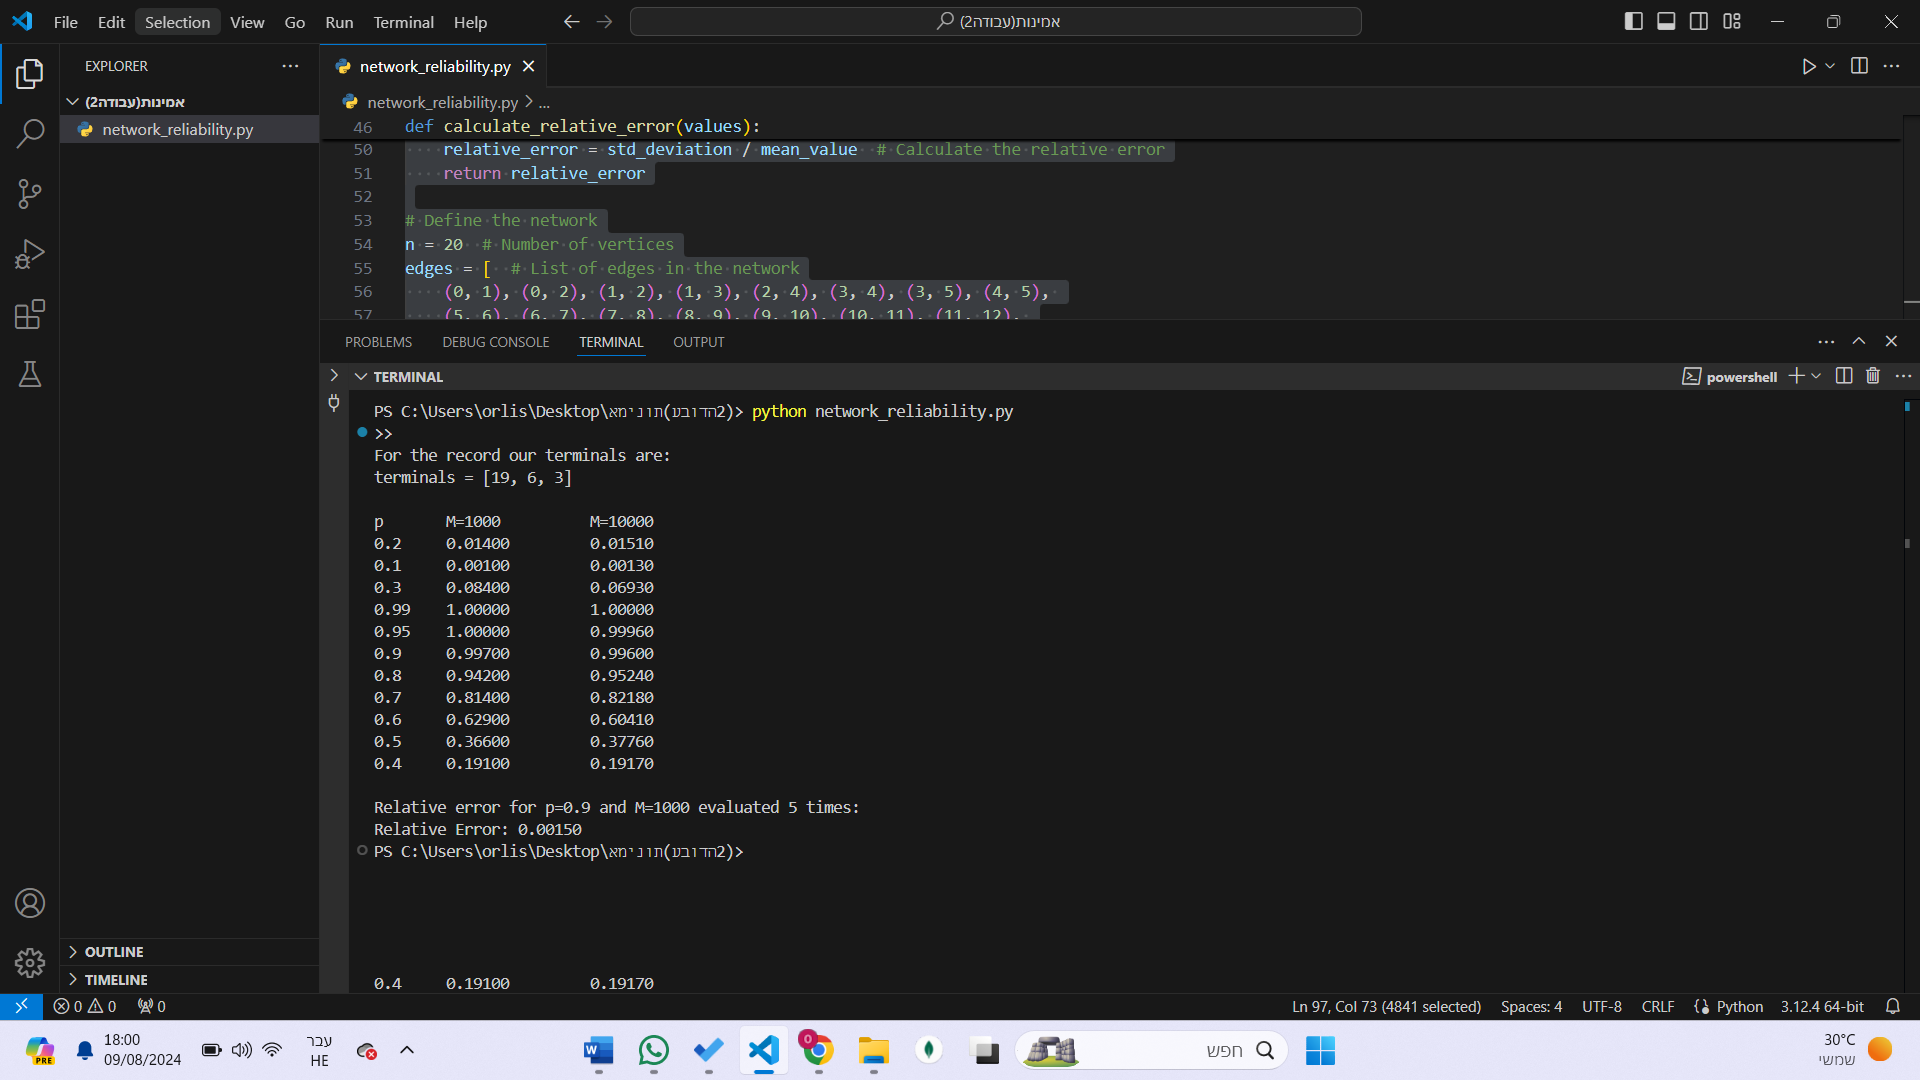 File Edit Selection View Go Run Terminal Help
אמינות(עבודה2)
EXPLORER
אמינות(עבודה2)
network_reliability.py
network_reliability.py
network_reliability.py > ...
46 def calculate_relative_error(values):
50 relative_error = std_deviation / mean_value # Calculate the relative error
51 return relative_error
52
53 # Define the network
54 n = 20 # Number of vertices
55 edges = [ # List of edges in the network
56 (0, 1), (0, 2), (1, 2), (1, 3), (2, 4), (3, 4), (3, 5), (4, 5),
57 (5, 6), (6, 7), (7, 8), (8, 9), (9, 10), (10, 11), (11, 12),
PROBLEMS DEBUG CONSOLE TERMINAL OUTPUT
TERMINAL
powershell
PS C:\Users\orlis\Desktop\תונימא(הדובע2)> python network_reliability.py
>>
For the record our terminals are:
terminals = [19, 6, 3]
p M=1000 M=10000
0.2 0.01400 0.01510
0.1 0.00100 0.00130
0.3 0.08400 0.06930
0.99 1.00000 1.00000
0.95 1.00000 0.99960
0.9 0.99700 0.99600
0.8 0.94200 0.95240
0.7 0.81400 0.82180
0.6 0.62900 0.60410
0.5 0.36600 0.37760
0.4 0.19100 0.19170
Relative error for p=0.9 and M=1000 evaluated 5 times:
Relative Error: 0.00150
PS C:\Users\orlis\Desktop\תונימא(הדובע2)>
0.4 0.19100 0.19170
OUTLINE
TIMELINE
0 0 0
Ln 97, Col 73 (4841 selected) Spaces: 4 UTF-8 CRLF Python 3.12.4 64-bit
PRE
18:00
09/08/2024
עבר
HE
W
0
חפש
30°C
שמשי